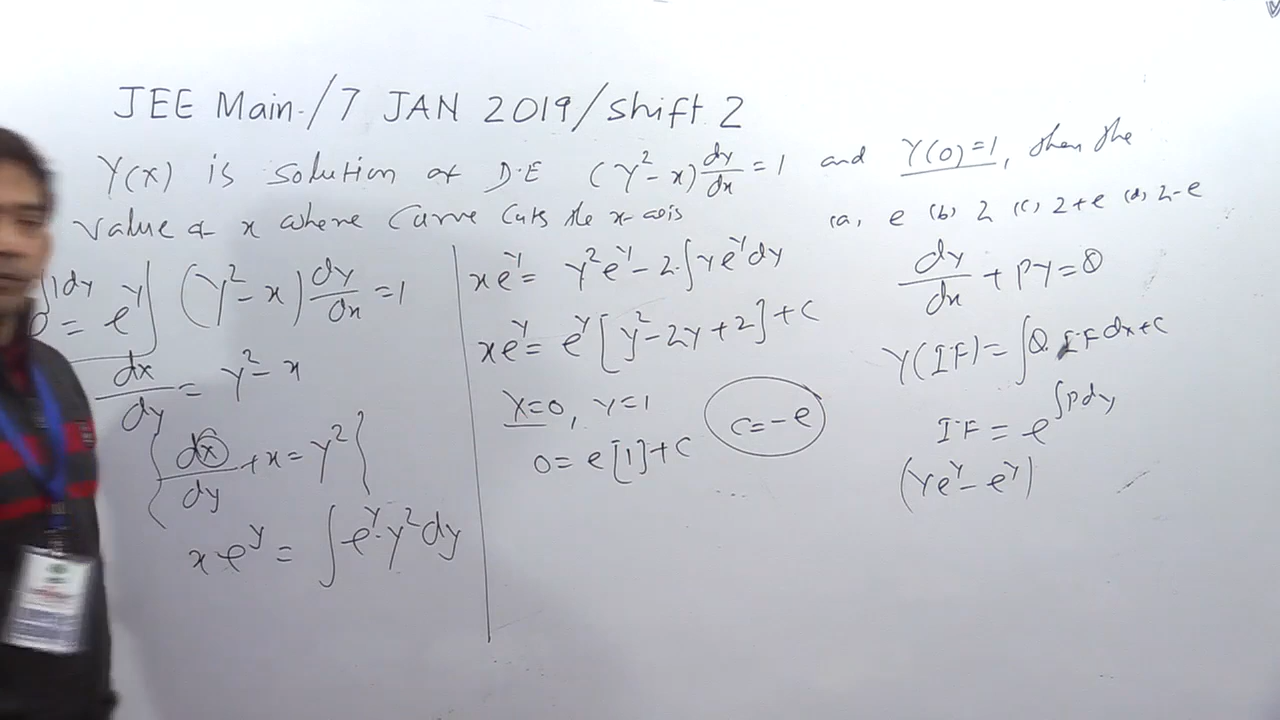 JEE Main./7 JAN 2019/Shift 2
Y(x) is solution of D.E (y²-x) dy/dx = 1 and Y(0)=1, then the
value of x where curve cuts the x-axis (a, e (b) 2 (c) 2+e (d) 2-e
∫1dy
= e^y
(y²-x) dy/dx = 1
dx/dy = y²-x
{dx/dy + x = y²}
x e^y = ∫e^y.y² dy
x e^y = y² e^y - 2.∫y e^y dy
x e^y = e^y [y²-2y+2]+c
x=0, y=1
0= e[1]+c
c=-e
dy/dx + PY = Q
Y(I.F) = ∫Q. I.F dx+c
I.F = e^∫Pdy
(Ye^y - e^y)